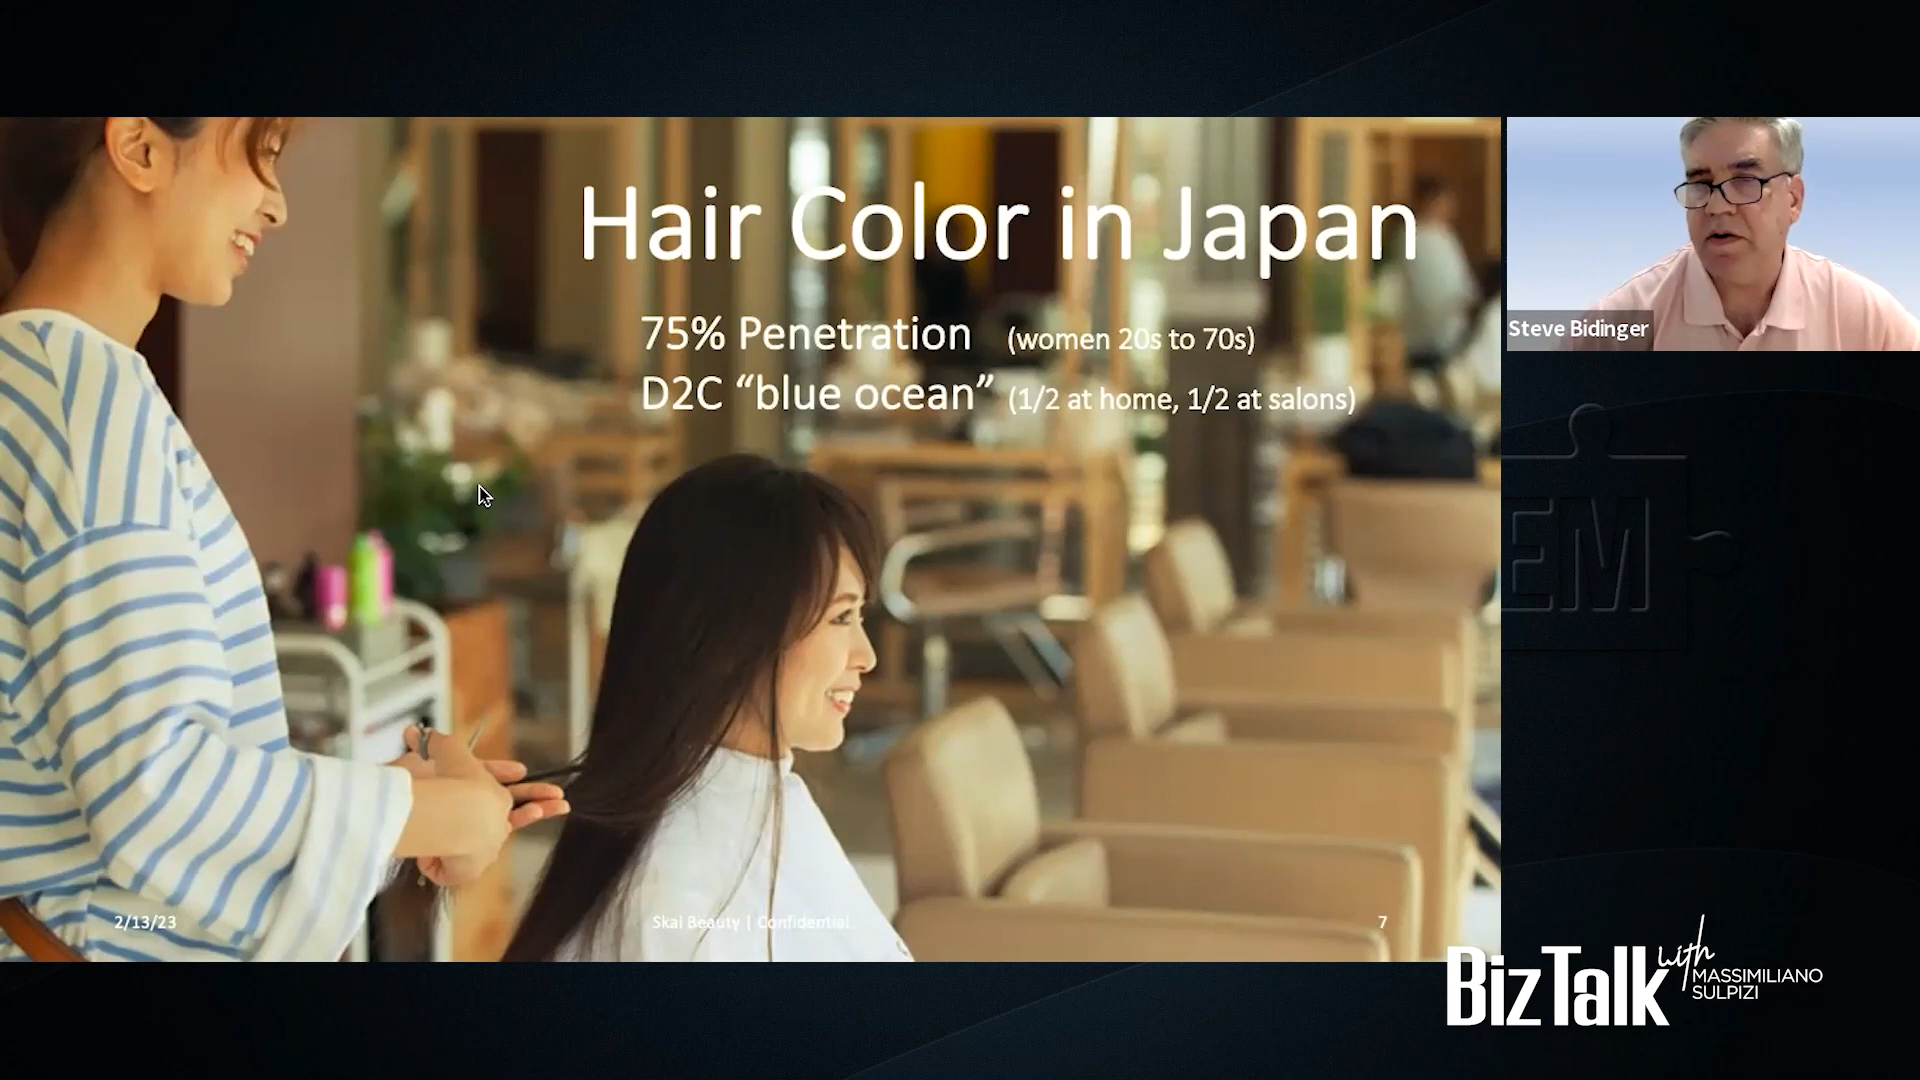 Hair Color in Japan
75% Penetration (women 20s to 70s)
D2C “blue ocean” (1/2 at home, 1/2 at salons)
2/13/23
Skai Beauty | Confidential
7
Steve Bidinger
EM
BizTalk with
MASSIMILIANO
SULPIZI